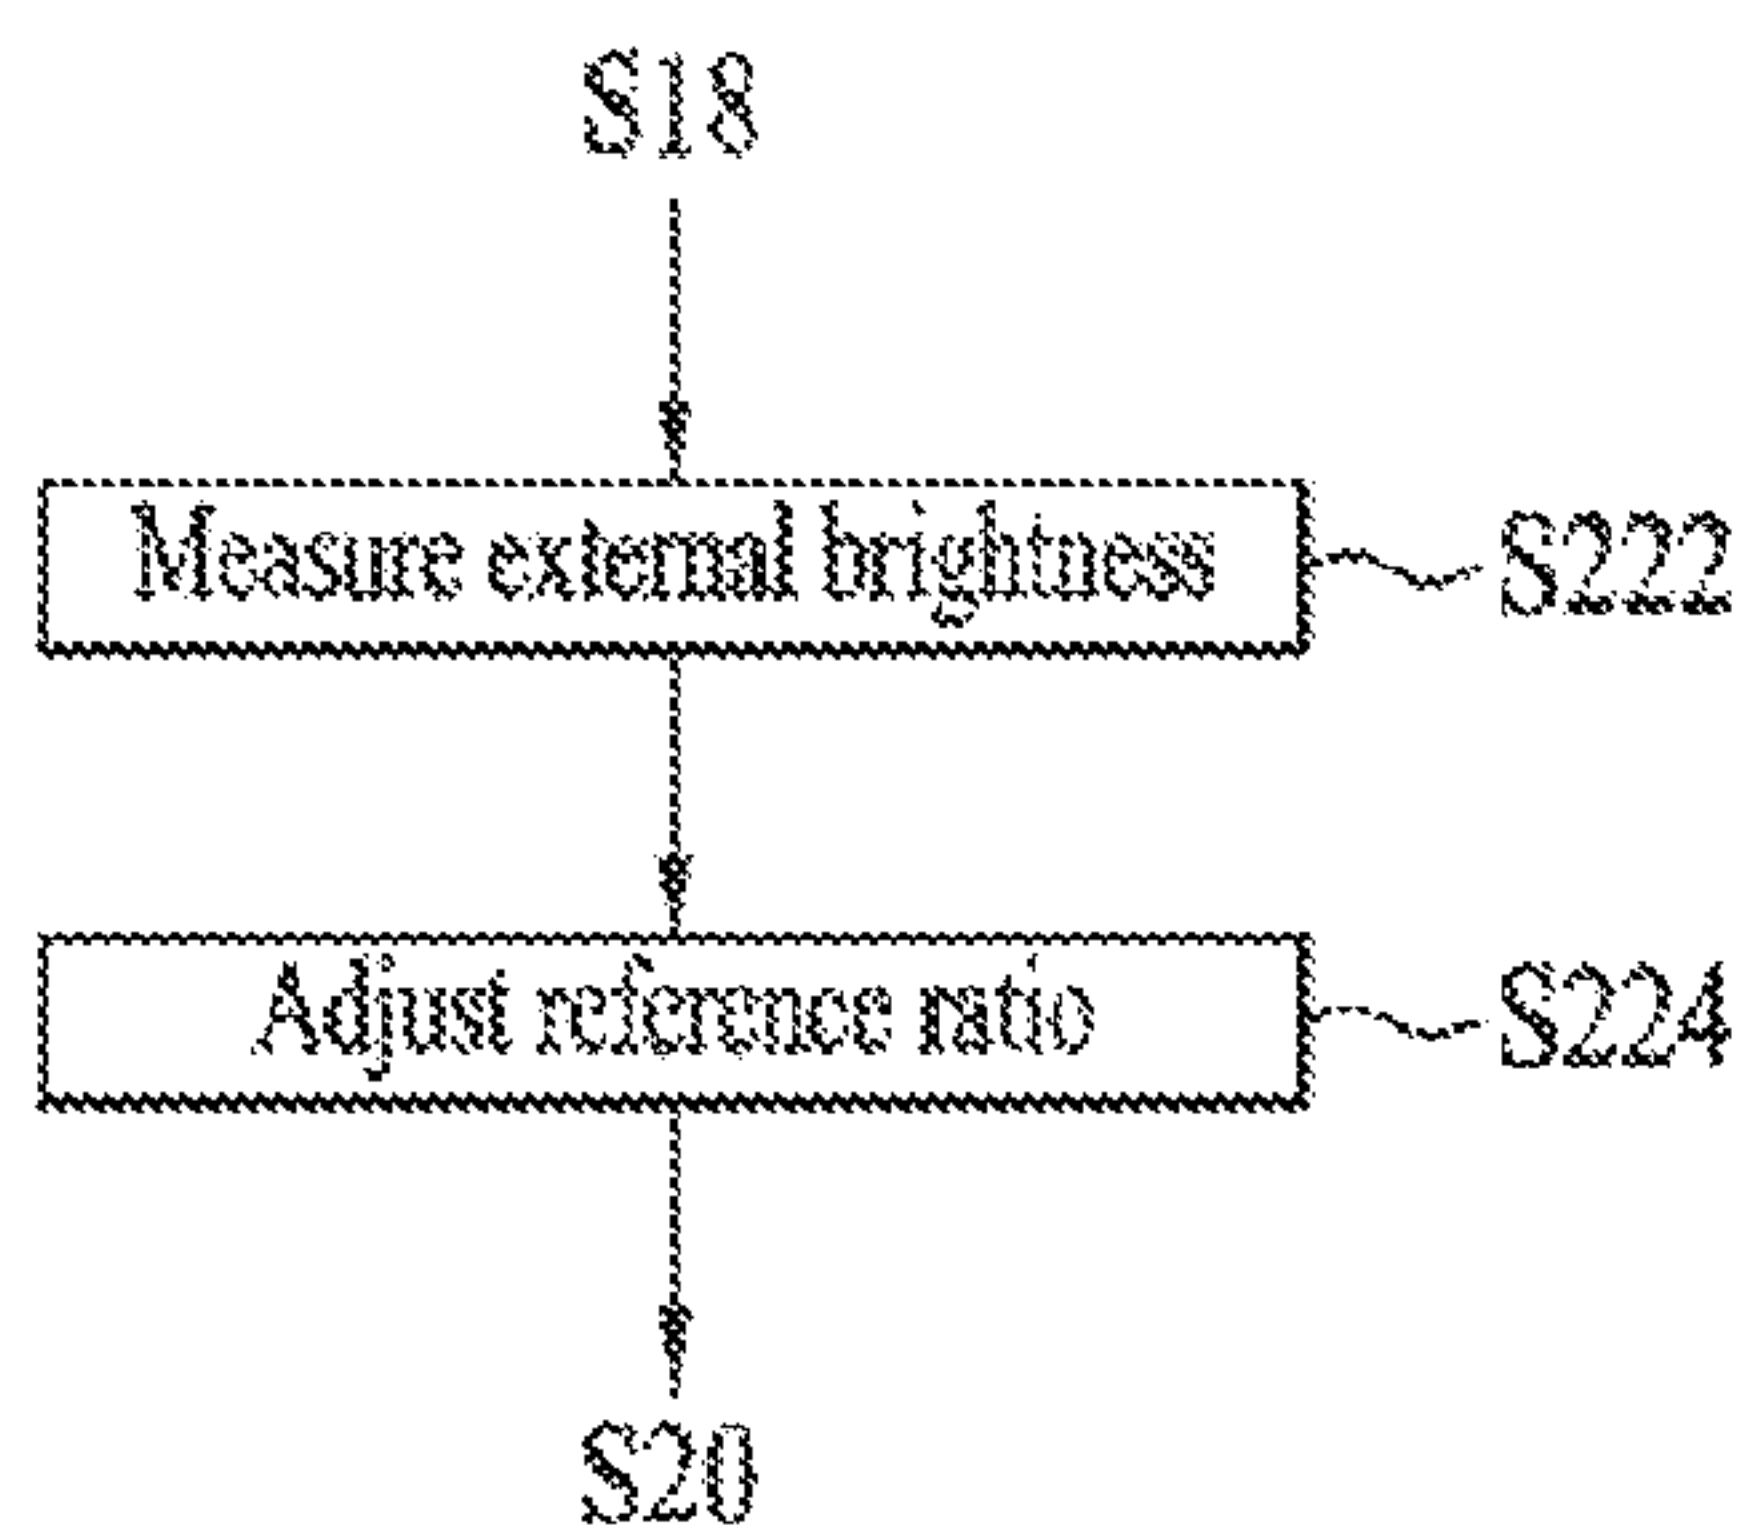 S18
Measure external brightness
S222
Adjust reference ratio
S224
S20